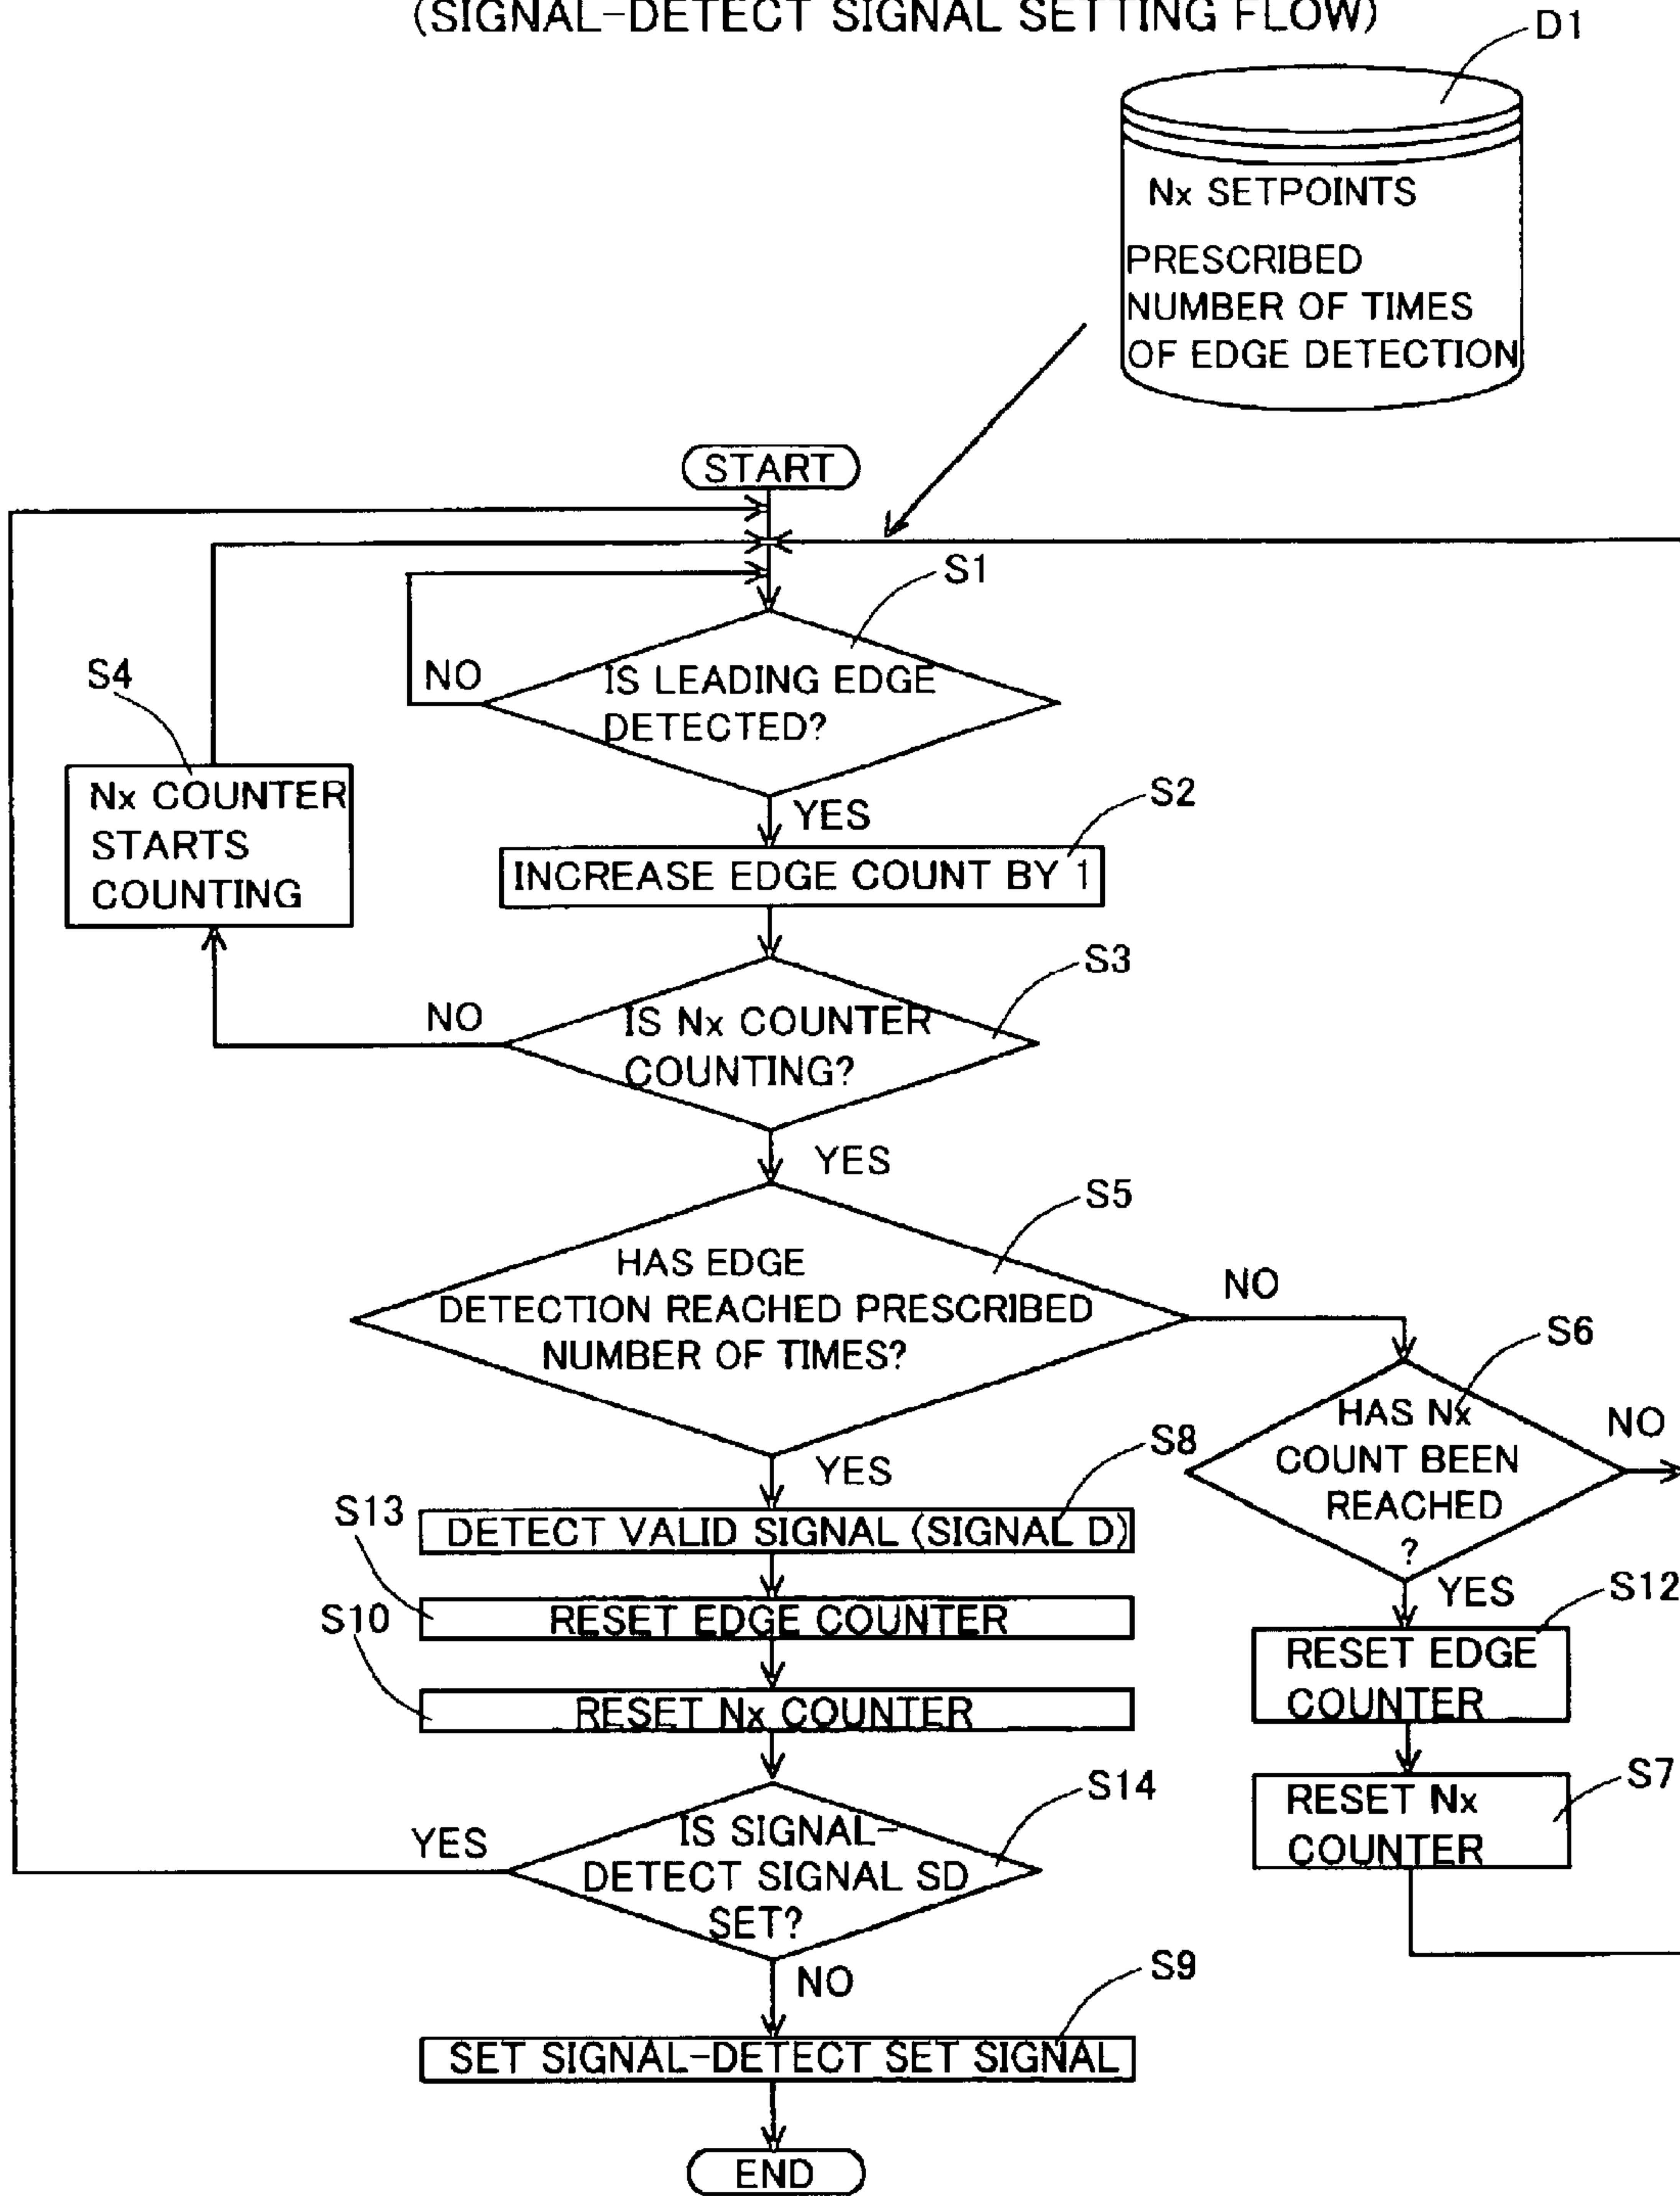 (SIGNAL-DETECT SIGNAL SETTING FLOW)
D1
Nx SETPOINTS
PRESCRIBED
NUMBER OF TIMES
OF EDGE DETECTION
START
S1
IS LEADING EDGE
DETECTED?
NO
YES
S4
Nx COUNTER
STARTS
COUNTING
S2
INCREASE EDGE COUNT BY 1
S3
IS Nx COUNTER
COUNTING?
NO
YES
S5
HAS EDGE
DETECTION REACHED PRESCRIBED
NUMBER OF TIMES?
NO
YES
S6
HAS Nx
COUNT BEEN
REACHED
?
NO
YES
S8
DETECT VALID SIGNAL (SIGNAL D)
S13
RESET EDGE COUNTER
S10
RESET Nx COUNTER
S12
RESET EDGE
COUNTER
S7
RESET Nx
COUNTER
S14
IS SIGNAL-
DETECT SIGNAL SD
SET?
YES
NO
S9
SET SIGNAL-DETECT SET SIGNAL
END